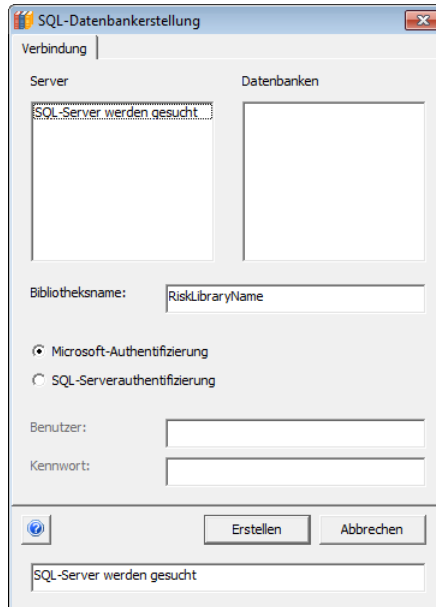 SQL-Datenbankerstellung
Verbindung
Server
Datenbanken
SQL-Server werden gesucht
Bibliotheksname:
RiskLibraryName
Microsoft-Authentifizierung
SQL-Serverauthentifizierung
Benutzer:
Kennwort:
?
Erstellen
Abbrechen
SQL-Server werden gesucht